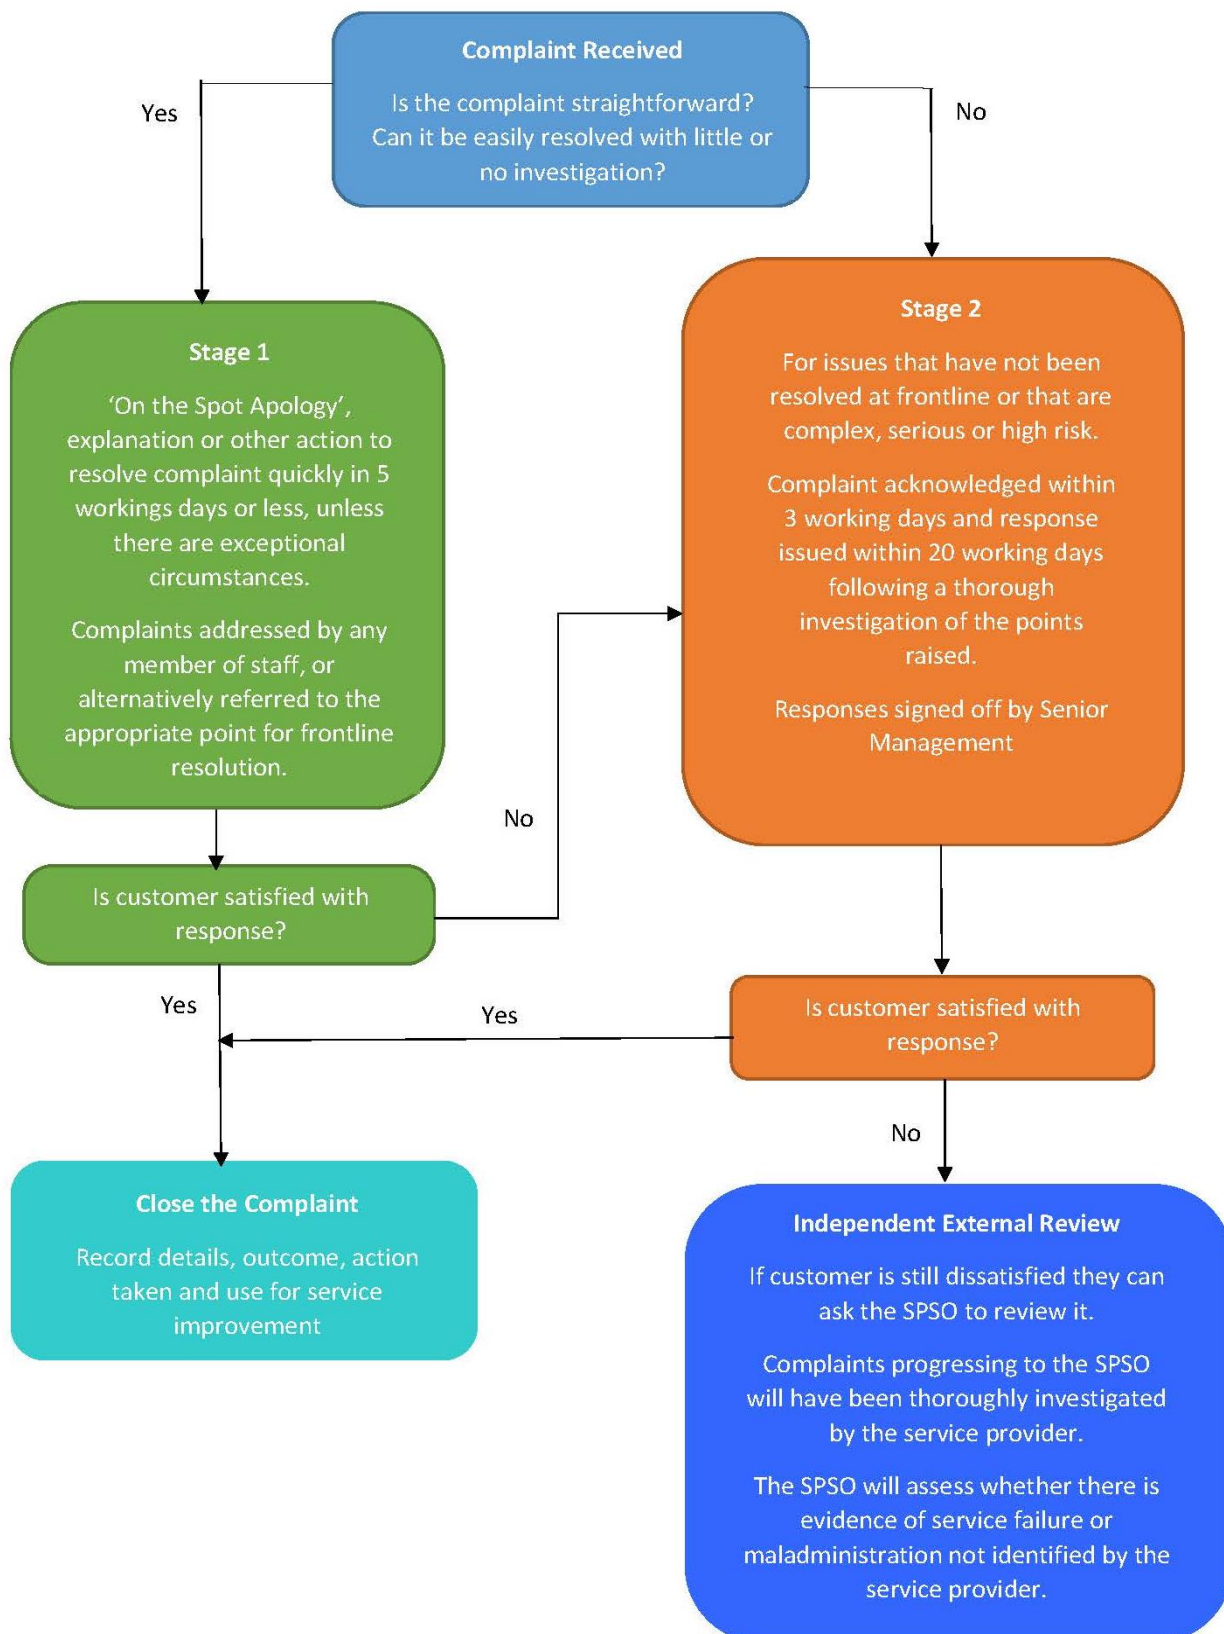 Complaint Received
Is the complaint straightforward?
Can it be easily resolved with little or
no investigation?
Yes
No
Stage 1
‘On the Spot Apology’,
explanation or other action to
resolve complaint quickly in 5
workings days or less, unless
there are exceptional
circumstances.
Complaints addressed by any
member of staff, or
alternatively referred to the
appropriate point for frontline
resolution.
Stage 2
For issues that have not been
resolved at frontline or that are
complex, serious or high risk.
Complaint acknowledged within
3 working days and response
issued within 20 working days
following a thorough
investigation of the points
raised.
Responses signed off by Senior
Management
No
Is customer satisfied with
response?
Yes
Yes
Is customer satisfied with
response?
No
Close the Complaint
Record details, outcome, action
taken and use for service
improvement
Independent External Review
If customer is still dissatisfied they can
ask the SPSO to review it.
Complaints progressing to the SPSO
will have been thoroughly investigated
by the service provider.
The SPSO will assess whether there is
evidence of service failure or
maladministration not identified by the
service provider.